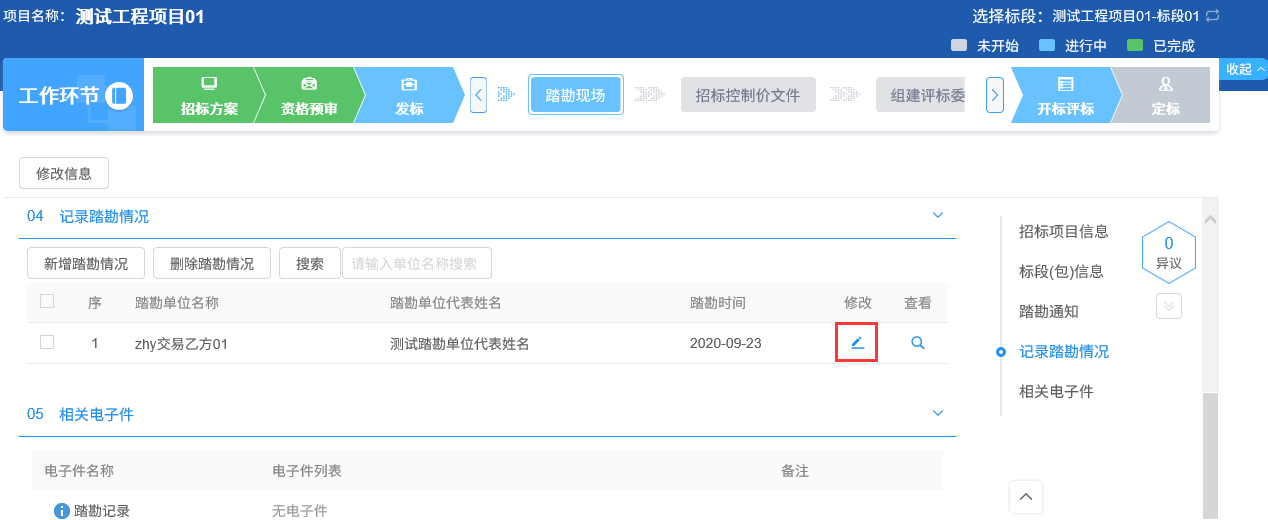 项目名称： 测试工程项目01
选择标段： 测试工程项目01-标段01
未开始 进行中 已完成
收起
工作环节
招标方案 资格预审 发标 踏勘现场 招标控制价文件 组建评标委 开标评标 定标
修改信息
04 记录踏勘情况
新增踏勘情况 删除踏勘情况 搜索 请输入单位名称搜索
序 踏勘单位名称 踏勘单位代表姓名 踏勘时间 修改 查看
1 zhy交易乙方01 测试踏勘单位代表姓名 2020-09-23
05 相关电子件
电子件名称 电子件列表 备注
踏勘记录 无电子件
招标项目信息
标段(包)信息
踏勘通知
记录踏勘情况
相关电子件
0
异议